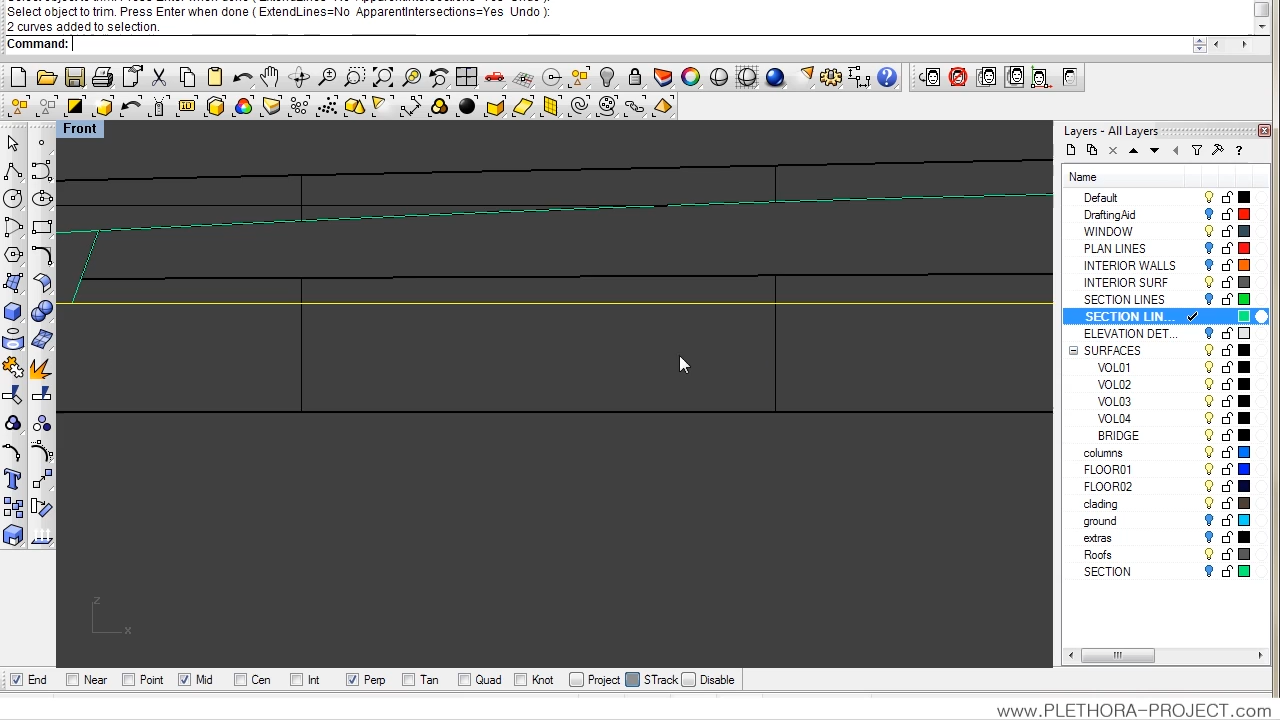 Select object to trim. Press Enter when done ( ExtendLines=No  ApparentIntersections=Yes  Undo ):
2 curves added to selection.
Command:
Front
Layers - All Layers
Name
Default
DraftingAid
WINDOW
PLAN LINES
INTERIOR WALLS
INTERIOR SURF
SECTION LINES
SECTION LIN...
ELEVATION DET...
SURFACES
VOL01
VOL02
VOL03
VOL04
BRIDGE
columns
FLOOR01
FLOOR02
clading
ground
extras
Roofs
SECTION
z
x
End Near Point Mid Cen Int Perp Tan Quad Knot Project STrack Disable
www.PLETHORA-PROJECT.com